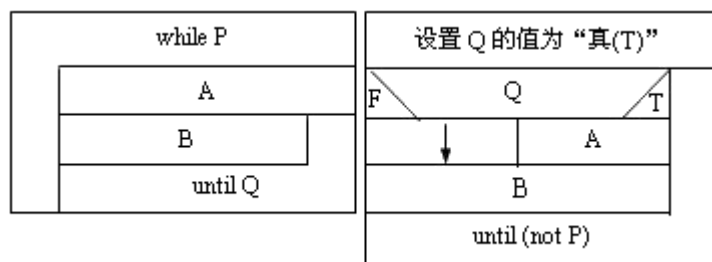 while P
A
B
until Q
设置 Q 的值为“真(T)”
F
Q
T
A
B
until (not P)